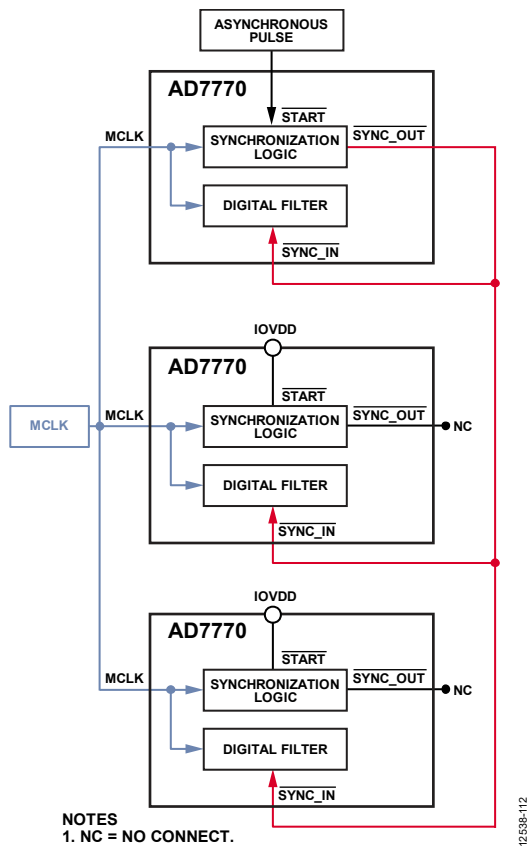 ASYNCHRONOUS
PULSE
AD7770
START
MCLK
SYNCHRONIZATION
LOGIC
SYNC_OUT
DIGITAL FILTER
SYNC_IN
IOVDD
AD7770
START
MCLK
MCLK
SYNCHRONIZATION
LOGIC
SYNC_OUT
NC
DIGITAL FILTER
SYNC_IN
IOVDD
AD7770
START
MCLK
SYNCHRONIZATION
LOGIC
SYNC_OUT
NC
DIGITAL FILTER
SYNC_IN
NOTES
1. NC = NO CONNECT.
12538-112